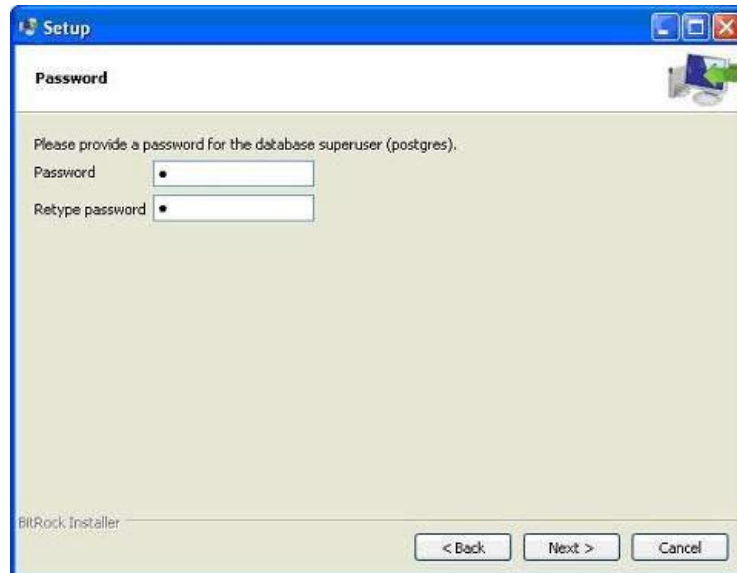 Setup
Password
Please provide a password for the database superuser (postgres).
Password
Retype password
BitRock Installer
< Back
Next >
Cancel